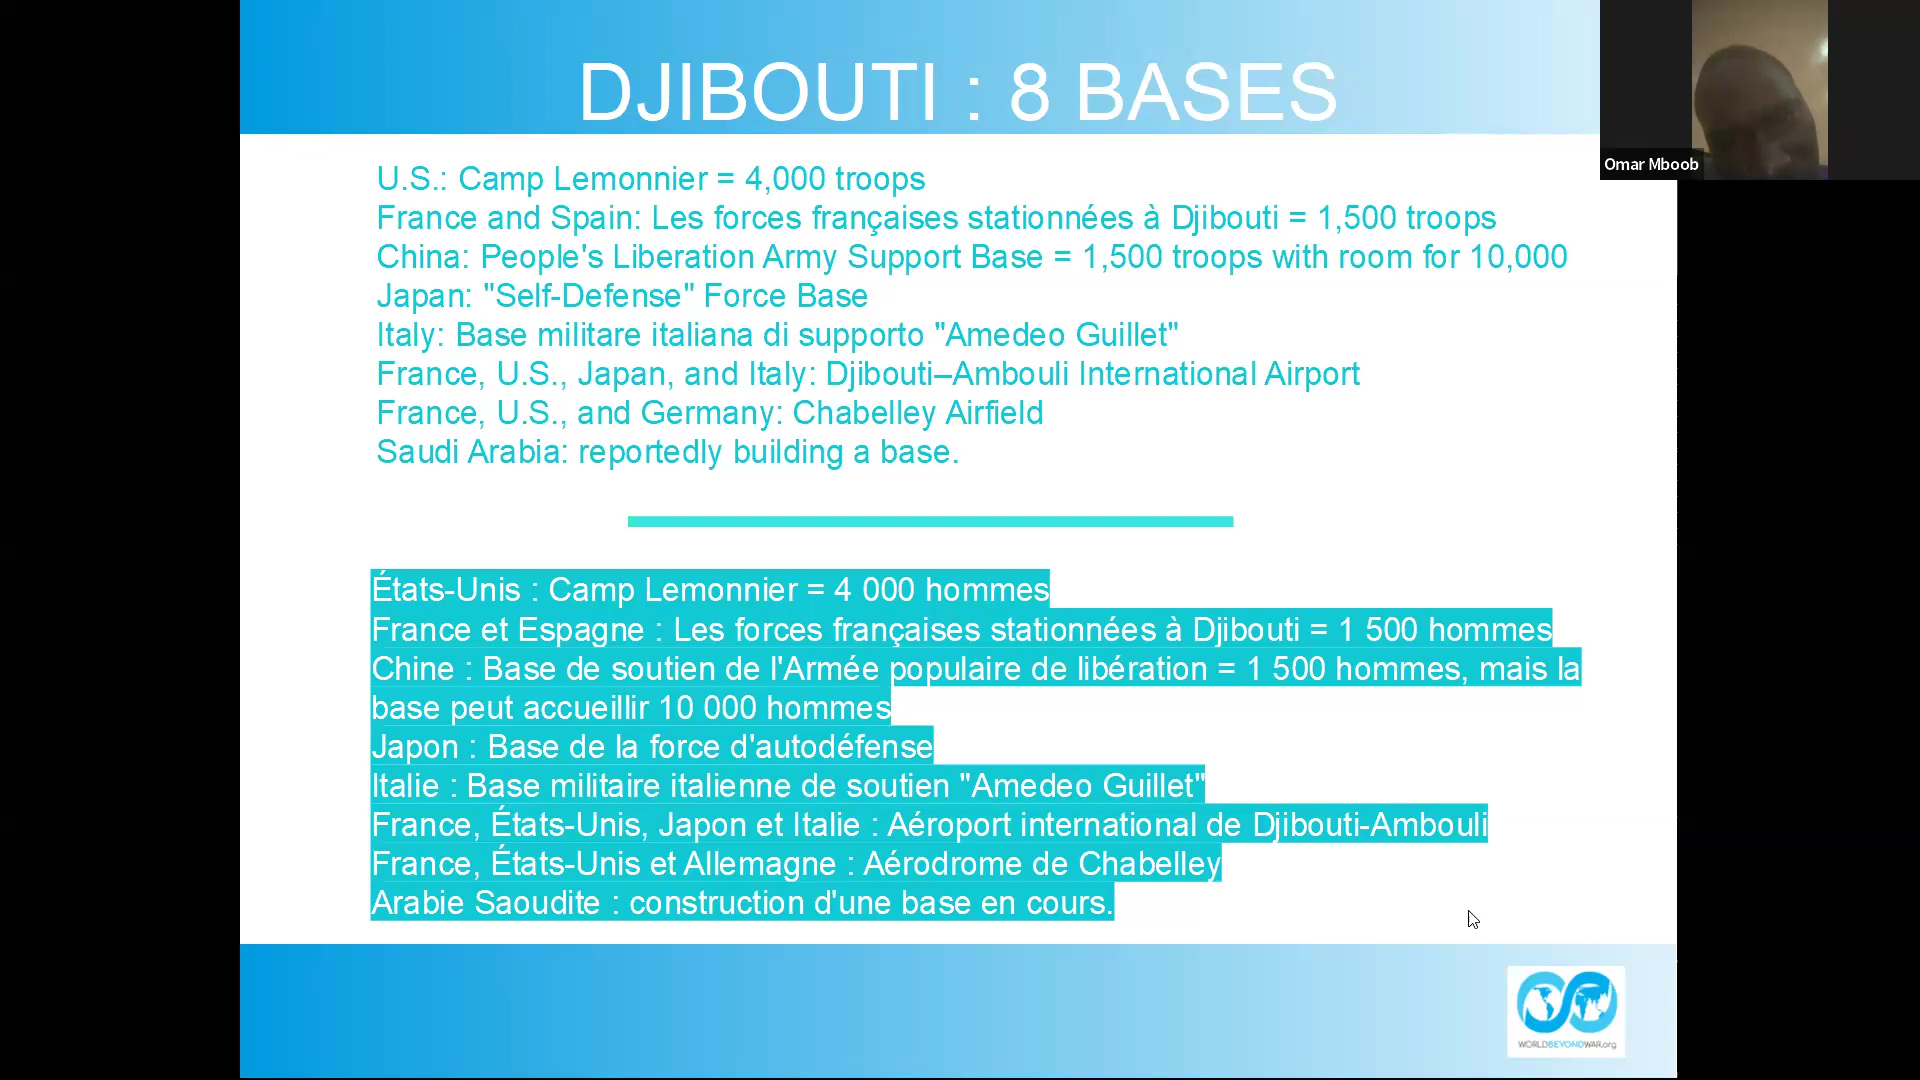 DJIBOUTI : 8 BASES
Omar Mboob
U.S.: Camp Lemonnier = 4,000 troops
France and Spain: Les forces françaises stationnées à Djibouti = 1,500 troops
China: People's Liberation Army Support Base = 1,500 troops with room for 10,000
Japan: "Self-Defense" Force Base
Italy: Base militare italiana di supporto "Amedeo Guillet"
France, U.S., Japan, and Italy: Djibouti–Ambouli International Airport
France, U.S., and Germany: Chabelley Airfield
Saudi Arabia: reportedly building a base.
États-Unis : Camp Lemonnier = 4 000 hommes
France et Espagne : Les forces françaises stationnées à Djibouti = 1 500 hommes
Chine : Base de soutien de l'Armée populaire de libération = 1 500 hommes, mais la
base peut accueillir 10 000 hommes
Japon : Base de la force d'autodéfense
Italie : Base militaire italienne de soutien "Amedeo Guillet"
France, États-Unis, Japon et Italie : Aéroport international de Djibouti-Ambouli
France, États-Unis et Allemagne : Aérodrome de Chabelley
Arabie Saoudite : construction d'une base en cours.
WORLDBEYONDWAR.org